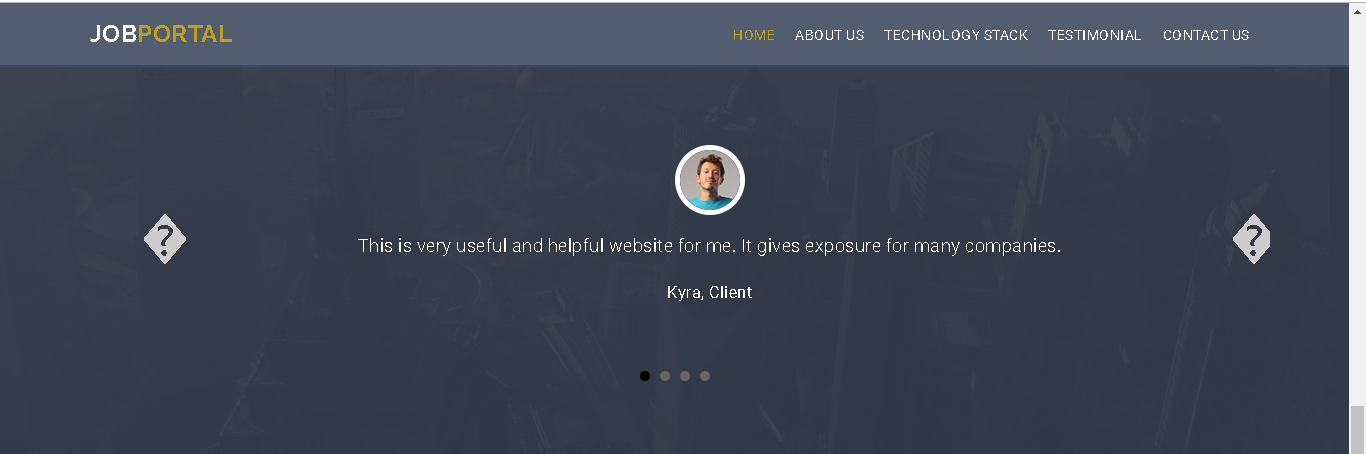 JOBPORTAL
HOME ABOUT US TECHNOLOGY STACK TESTIMONIAL CONTACT US
� �
This is very useful and helpful website for me. It gives exposure for many companies.
Kyra, Client